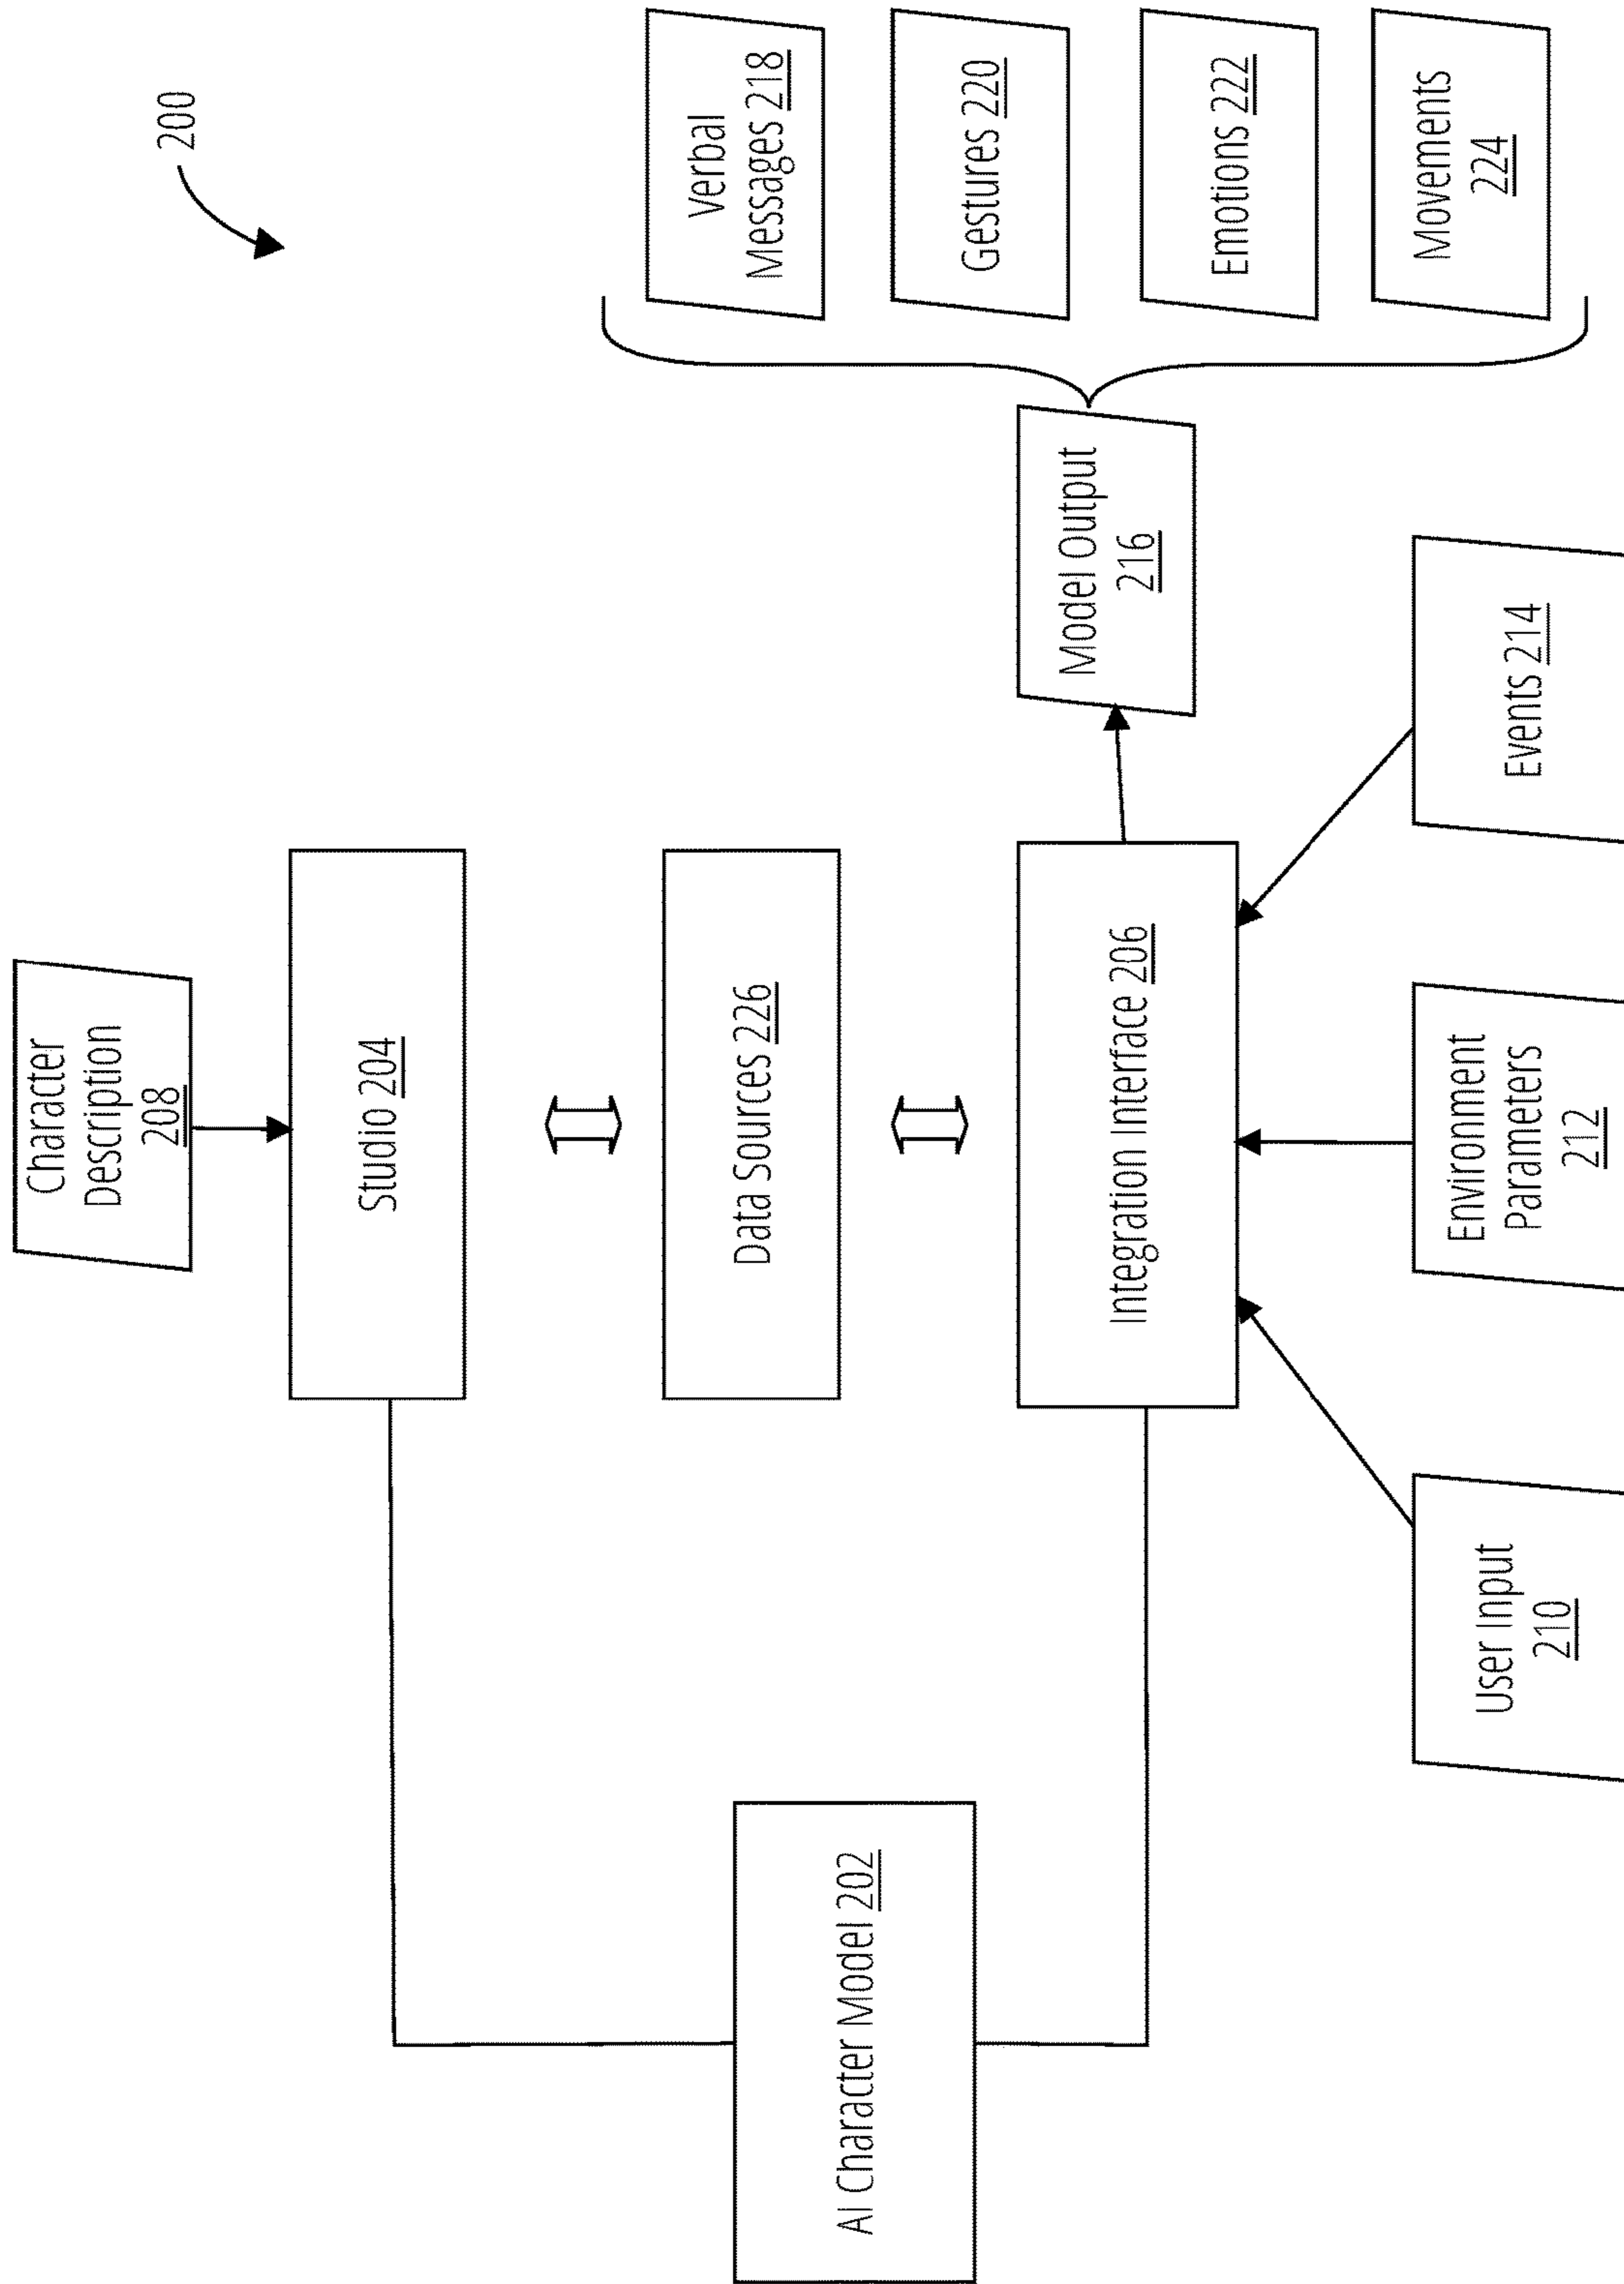 200
Character
Description
208
Studio 204
Data Sources 226
AI Character Model 202
Integration Interface 206
User Input
210
Environment
Parameters
212
Events 214
Model Output
216
Verbal
Messages 218
Gestures 220
Emotions 222
Movements
224